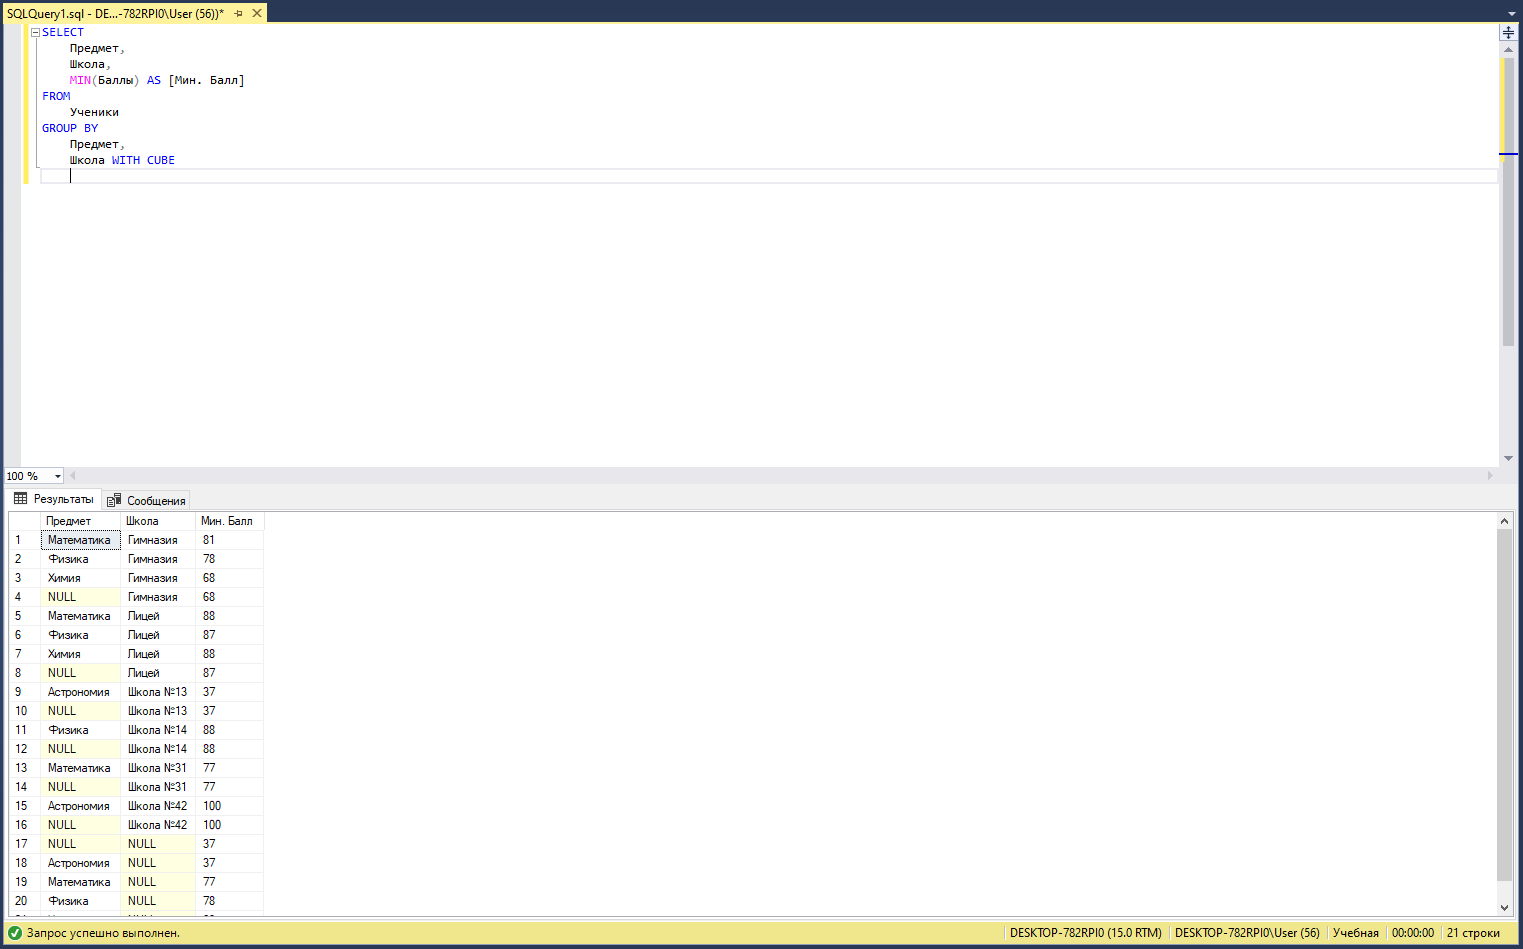 SQLQuery1.sql - DE...-782RPI0\User (56))*
SELECT
Предмет,
Школа,
MIN(Баллы) AS [Мин. Балл]
FROM
Ученики
GROUP BY
Предмет,
Школа WITH CUBE
100 %
Результаты Сообщения
Предмет Школа Мин. Балл
1 Математика Гимназия 81
2 Физика Гимназия 78
3 Химия Гимназия 68
4 NULL Гимназия 68
5 Математика Лицей 88
6 Физика Лицей 87
7 Химия Лицей 88
8 NULL Лицей 87
9 Астрономия Школа №13 37
10 NULL Школа №13 37
11 Физика Школа №14 88
12 NULL Школа №14 88
13 Математика Школа №31 77
14 NULL Школа №31 77
15 Астрономия Школа №42 100
16 NULL Школа №42 100
17 NULL NULL 37
18 Астрономия NULL 37
19 Математика NULL 77
20 Физика NULL 78
Запрос успешно выполнен. DESKTOP-782RPI0 (15.0 RTM) DESKTOP-782RPI0\User (56) Учебная 00:00:00 21 строки